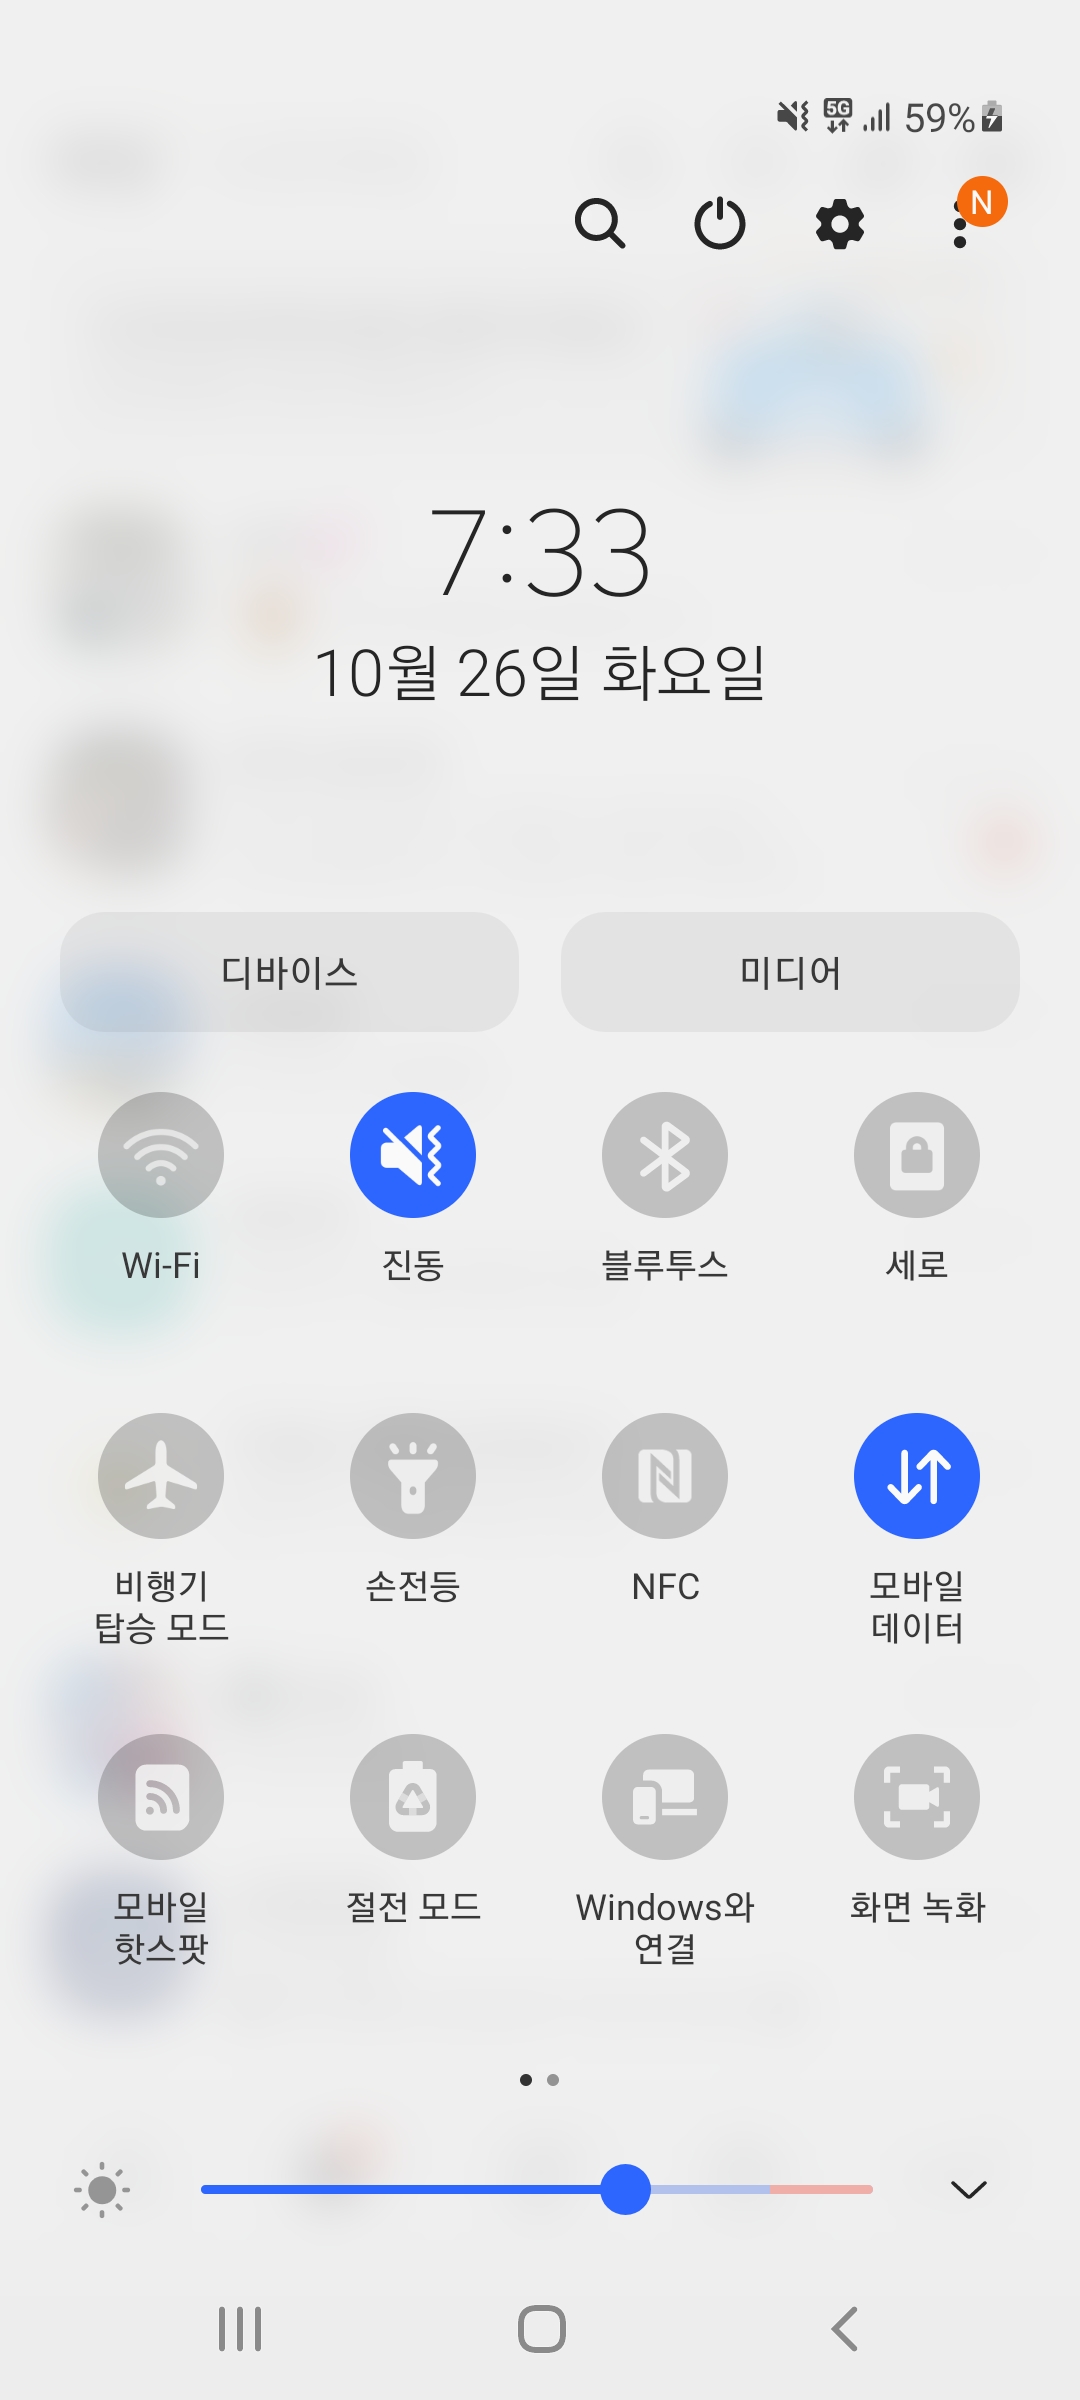 5G 59%
N
7:33
10월 26일 화요일
디바이스 미디어
Wi-Fi 진동 블루투스 세로
비행기
탑승 모드
손전등
NFC
모바일
데이터
모바일
핫스팟
절전 모드
Windows와
연결
화면 녹화